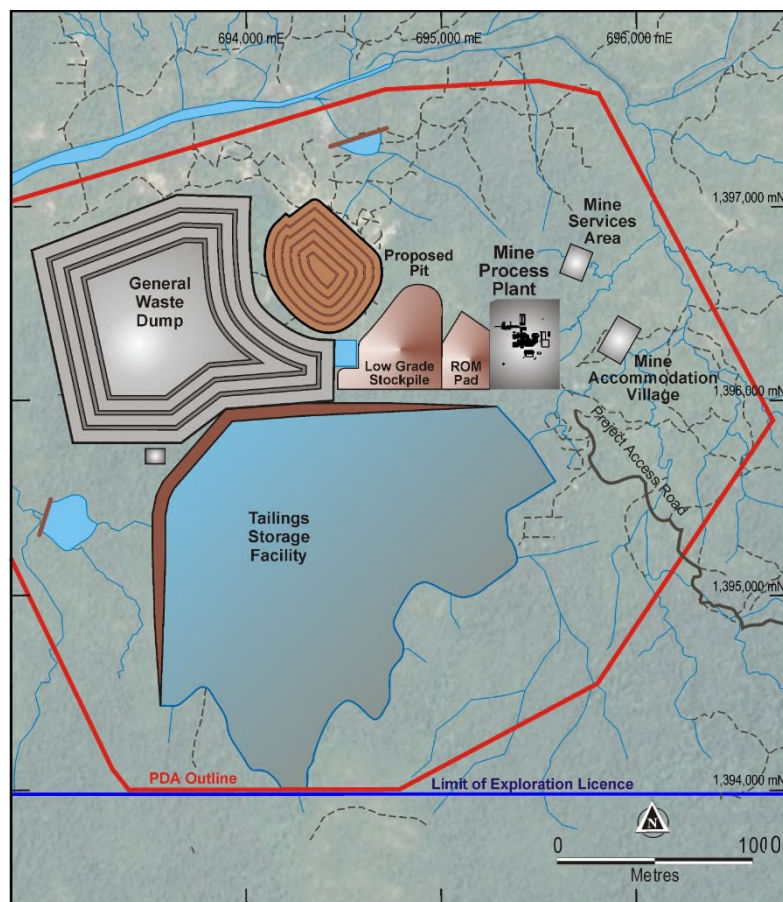 694,000 mE
695,000 mE
696,000 mE
1,397,000 mN
Mine
Services
Area
Proposed
Pit
Mine
Process
Plant
General
Waste
Dump
Low Grade
Stockpile
ROM
Pad
Mine
Accommodation
Village
1,396,000 mN
Project Access Road
Tailings
Storage
Facility
1,395,000 mN
PDA Outline
Limit of Exploration Licence
1,394,000 mN
N
0
1000
Metres